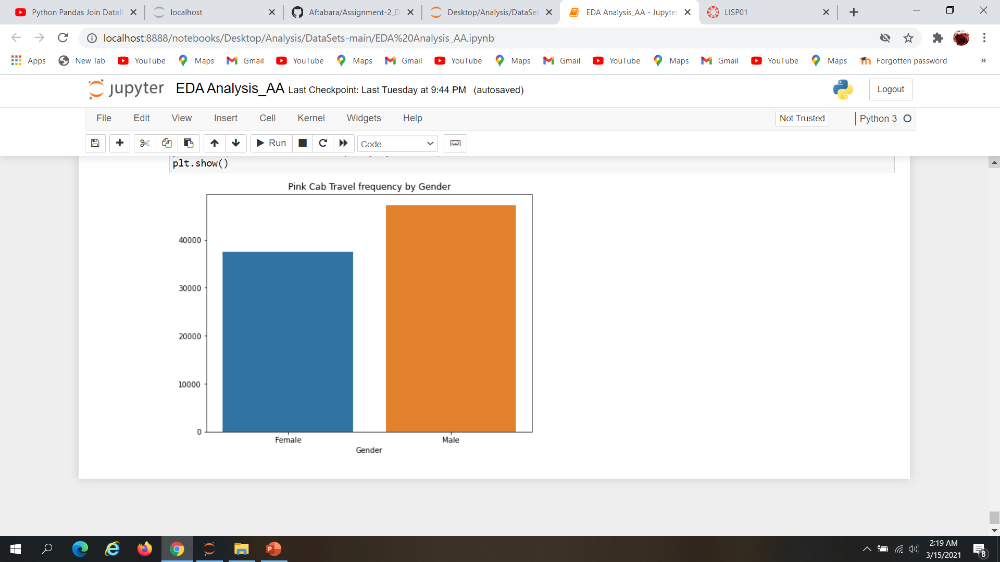 Python Pandas Join Dataf
localhost
Aftabara/Assignment-2_D
Desktop/Analysis/DataSet
EDA Analysis_AA - Jupyter
LISP01
localhost:8888/notebooks/Desktop/Analysis/DataSets-main/EDA%20Analysis_AA.ipynb
Apps New Tab YouTube Maps Gmail YouTube Maps Gmail YouTube Maps Gmail YouTube Maps Gmail YouTube Maps Forgotten password »
jupyter EDA Analysis_AA Last Checkpoint: Last Tuesday at 9:44 PM (autosaved) Logout
File Edit View Insert Cell Kernel Widgets Help Not Trusted Python 3
Run Code
plt.show()
Pink Cab Travel frequency by Gender
40000
30000
20000
10000
0
Female Male
Gender
2:19 AM
3/15/2021
8